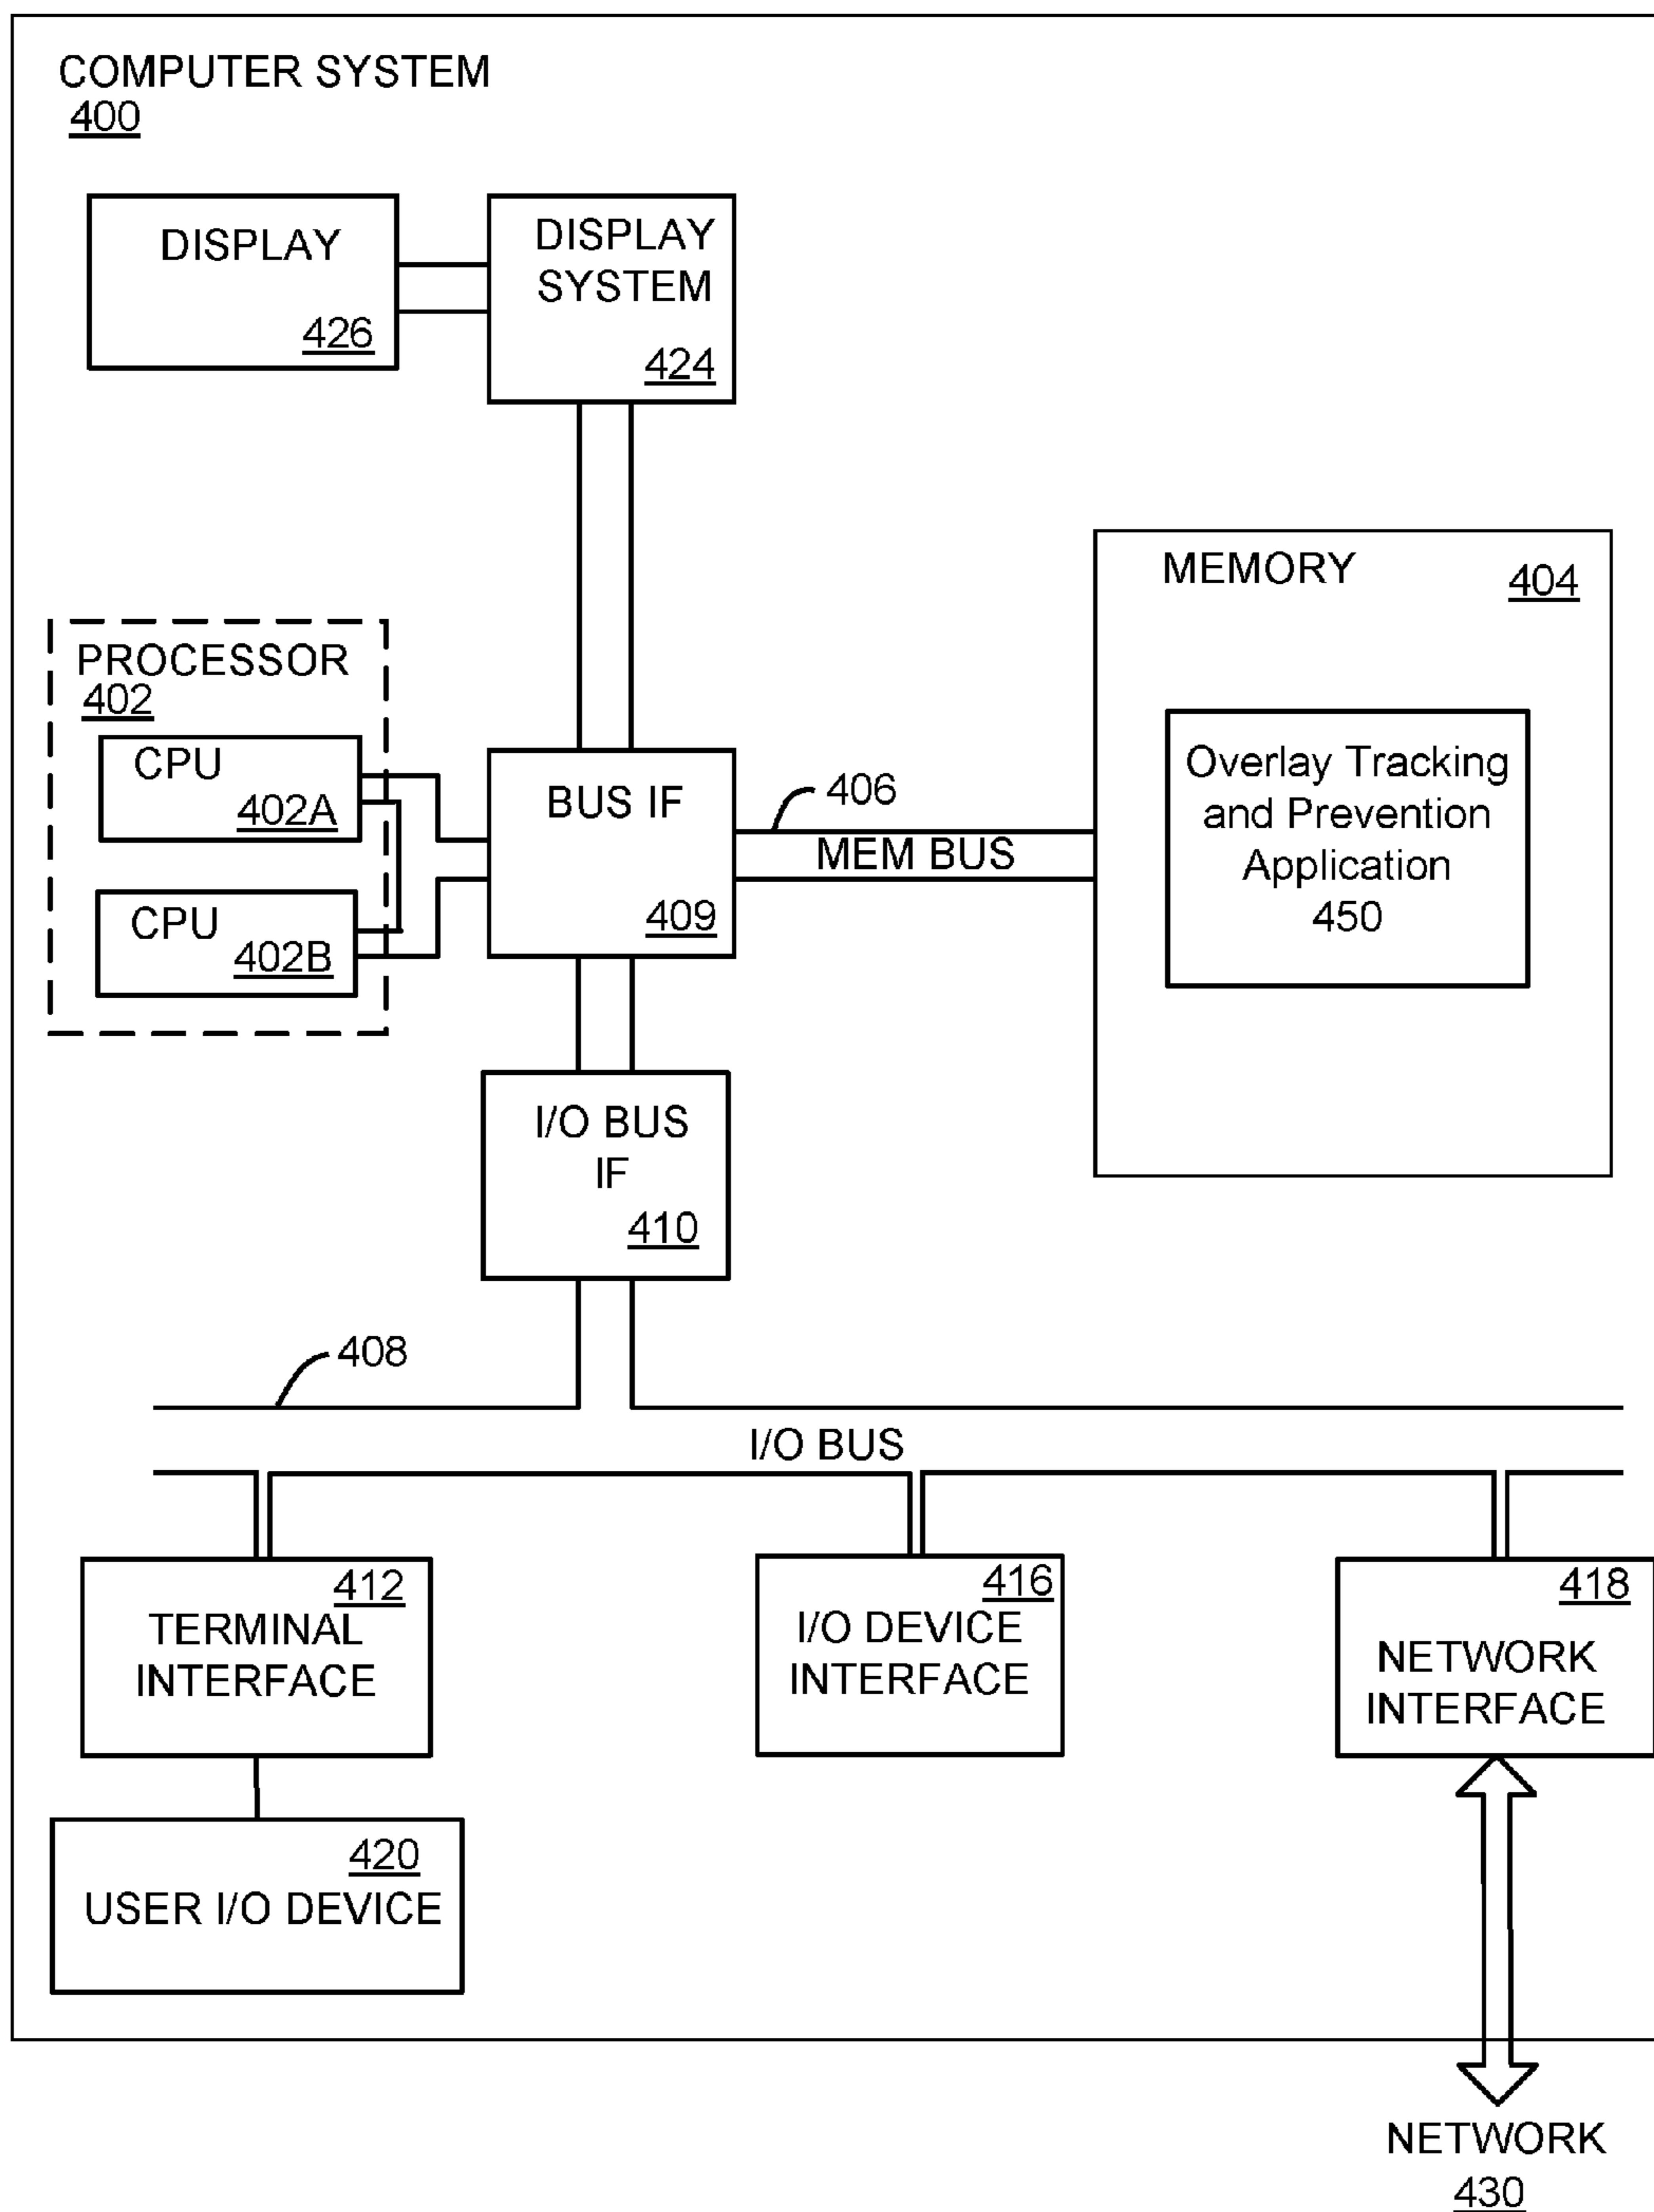 COMPUTER SYSTEM
400
DISPLAY
426
DISPLAY
SYSTEM
424
MEMORY
404
PROCESSOR
402
CPU
402A
CPU
402B
BUS IF
409
406
MEM BUS
Overlay Tracking
and Prevention
Application
450
I/O BUS
IF
410
408
I/O BUS
412
TERMINAL
INTERFACE
416
I/O DEVICE
INTERFACE
418
NETWORK
INTERFACE
420
USER I/O DEVICE
NETWORK
430